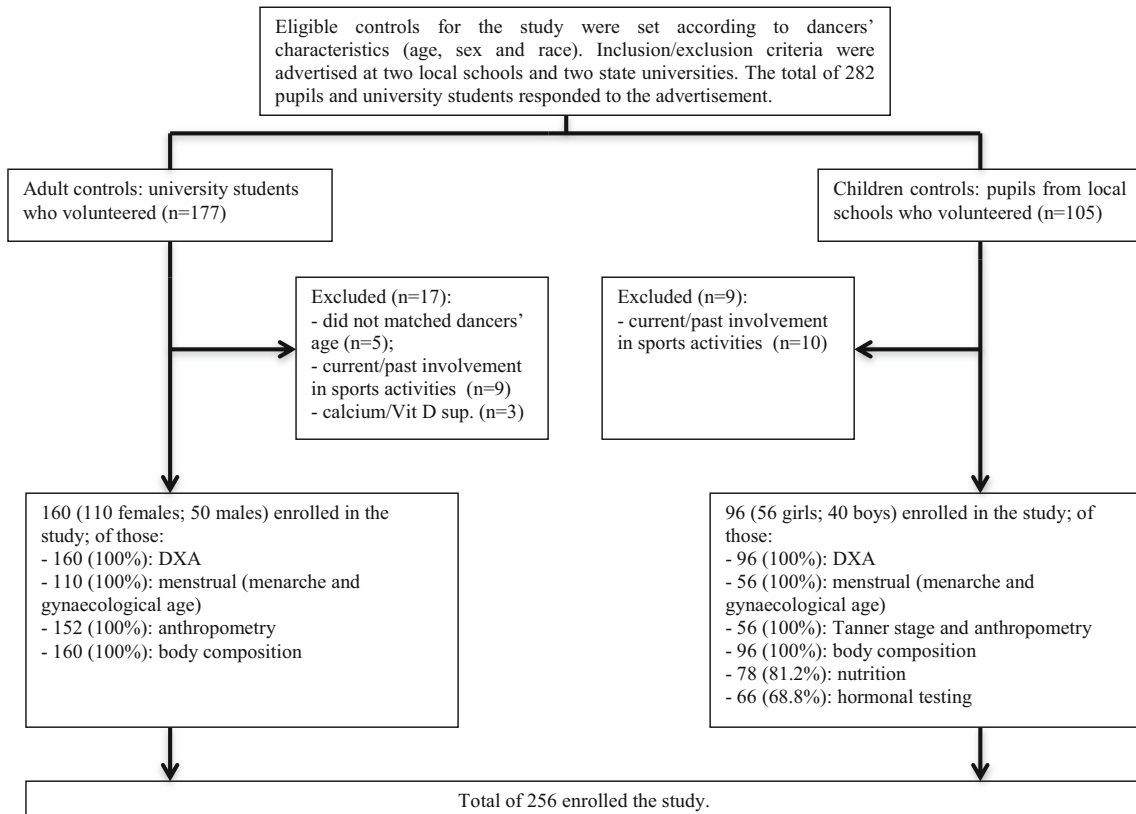 Eligible controls for the study were set according to dancers’
characteristics (age, sex and race). Inclusion/exclusion criteria were
advertised at two local schools and two state universities. The total of 282
pupils and university students responded to the advertisement.
Adult controls: university students
who volunteered (n=177)
Children controls: pupils from local
schools who volunteered (n=105)
Excluded (n=17):
- did not matched dancers’
age (n=5);
- current/past involvement
in sports activities (n=9)
- calcium/Vit D sup. (n=3)
Excluded (n=9):
- current/past involvement
in sports activities (n=10)
160 (110 females; 50 males) enrolled in the
study; of those:
- 160 (100%): DXA
- 110 (100%): menstrual (menarche and
gynaecological age)
- 152 (100%): anthropometry
- 160 (100%): body composition
96 (56 girls; 40 boys) enrolled in the study; of
those:
- 96 (100%): DXA
- 56 (100%): menstrual (menarche and
gynaecological age)
- 56 (100%): Tanner stage and anthropometry
- 96 (100%): body composition
- 78 (81.2%): nutrition
- 66 (68.8%): hormonal testing
Total of 256 enrolled the study.